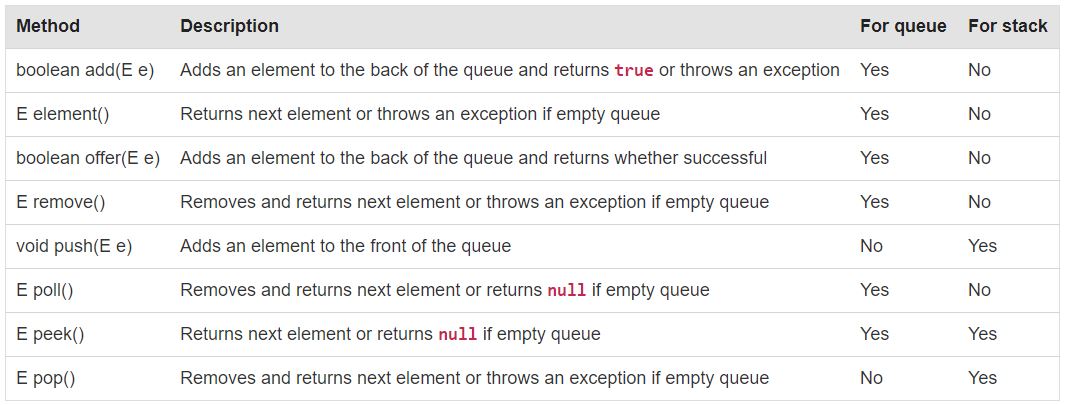 Method Description For queue For stack
boolean add(E e) Adds an element to the back of the queue and returns true or throws an exception Yes No
E element() Returns next element or throws an exception if empty queue Yes No
boolean offer(E e) Adds an element to the back of the queue and returns whether successful Yes No
E remove() Removes and returns next element or throws an exception if empty queue Yes No
void push(E e) Adds an element to the front of the queue No Yes
E poll() Removes and returns next element or returns null if empty queue Yes No
E peek() Returns next element or returns null if empty queue Yes Yes
E pop() Removes and returns next element or throws an exception if empty queue No Yes